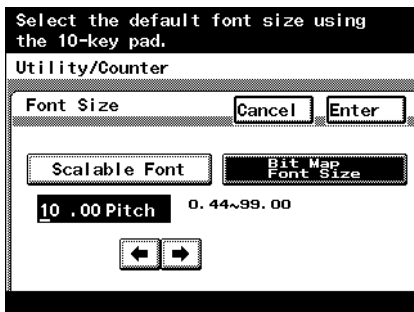 Select the default font size using
the 10-key pad.
Utility/Counter
Font Size
Cancel
Enter
Scalable Font
Bit Map
Font Size
10 .00 Pitch
0.44~99.00